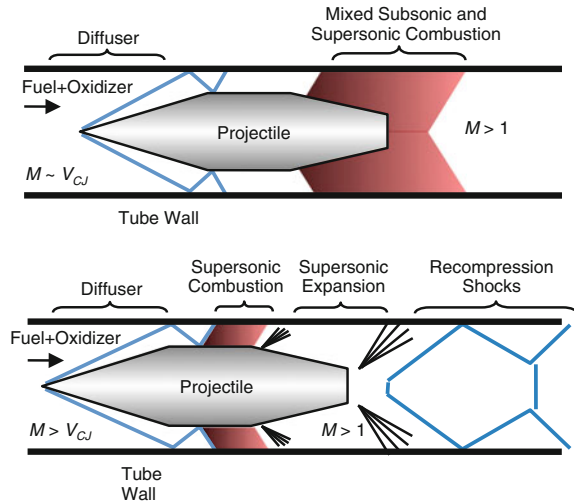 Diffuser
Mixed Subsonic and
Supersonic Combustion
Fuel+Oxidizer
Projectile
M > 1
M ~ V_CJ
Tube Wall
Diffuser
Supersonic
Combustion
Supersonic
Expansion
Recompression
Shocks
Fuel+Oxidizer
Projectile
M > V_CJ
M > 1
Tube
Wall